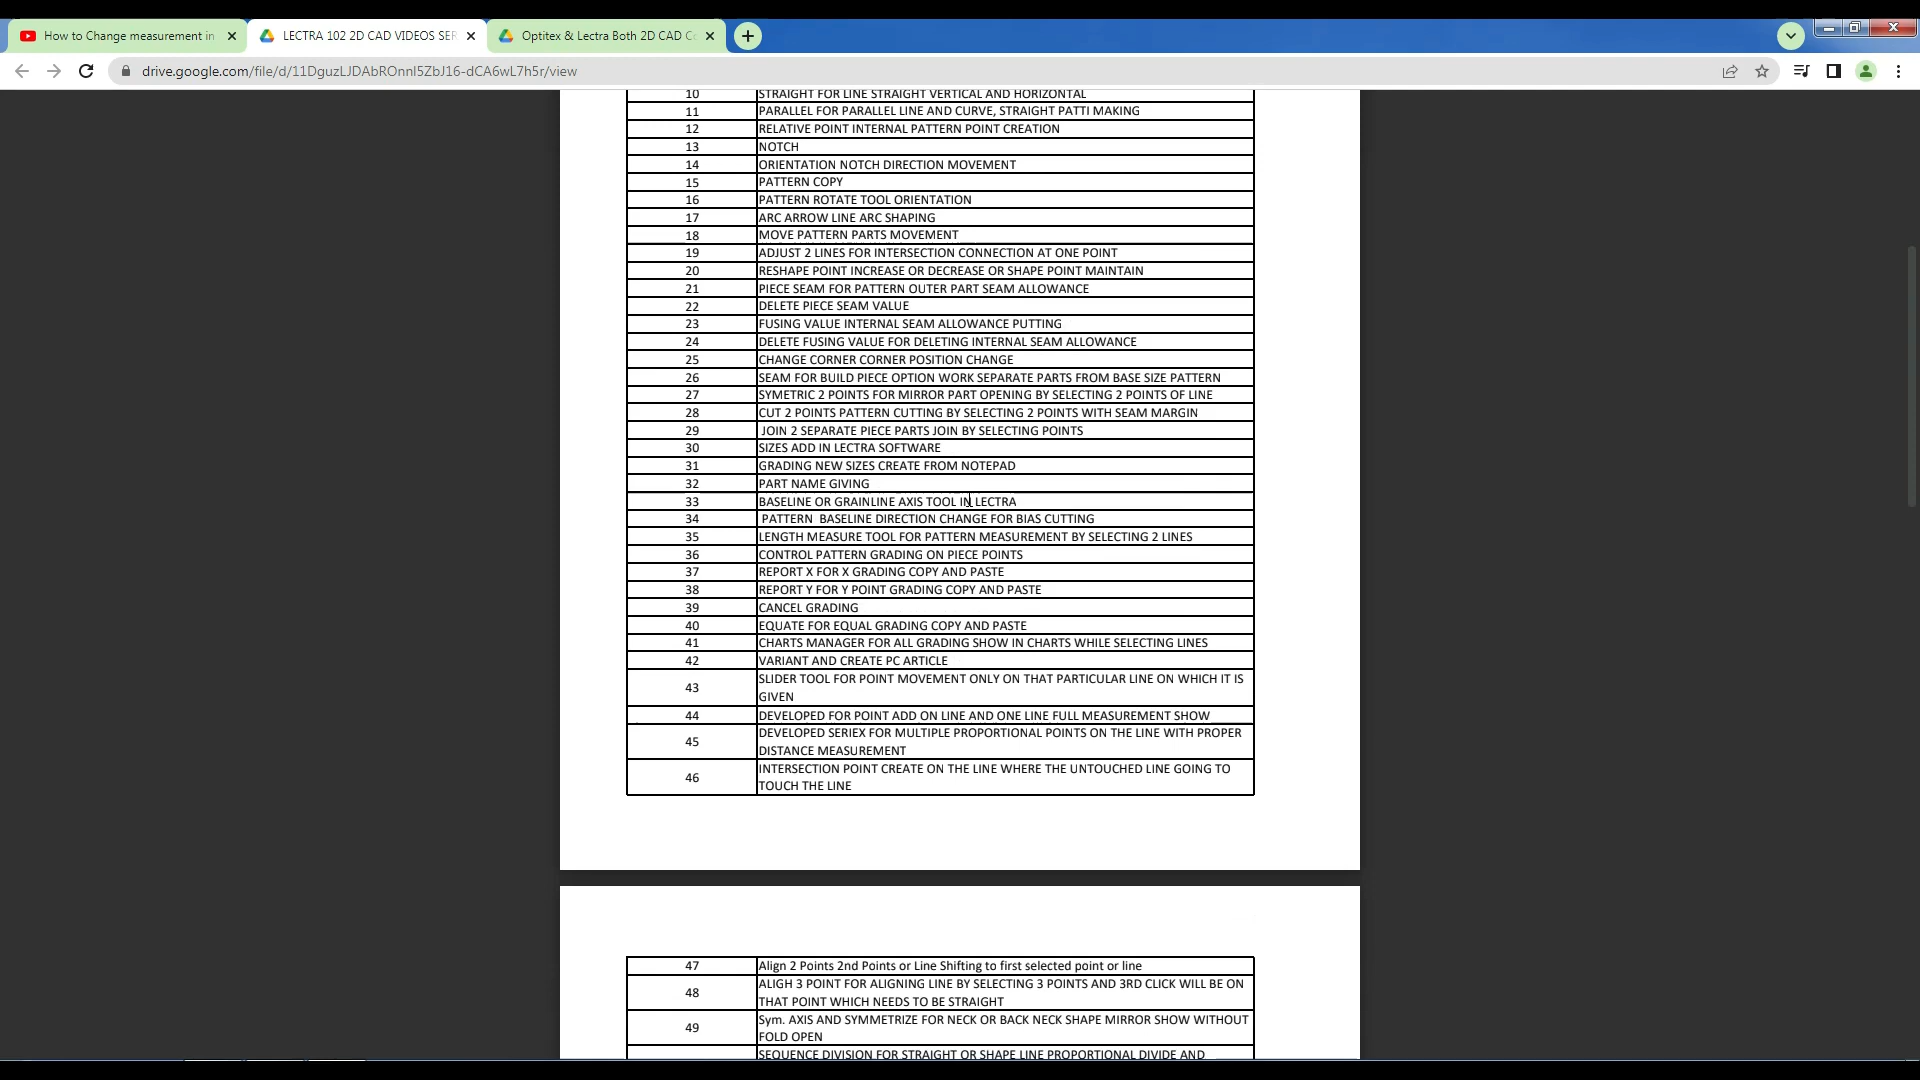 How to Change measurement in
LECTRA 102 2D CAD VIDEOS SER
Optitex & Lectra Both 2D CAD Co
drive.google.com/file/d/11DguzLJDAbROnnI5ZbJ16-dCA6wL7h5r/view
10 STRAIGHT FOR LINE STRAIGHT VERTICAL AND HORIZONTAL
11 PARALLEL FOR PARALLEL LINE AND CURVE, STRAIGHT PATTI MAKING
12 RELATIVE POINT INTERNAL PATTERN POINT CREATION
13 NOTCH
14 ORIENTATION NOTCH DIRECTION MOVEMENT
15 PATTERN COPY
16 PATTERN ROTATE TOOL ORIENTATION
17 ARC ARROW LINE ARC SHAPING
18 MOVE PATTERN PARTS MOVEMENT
19 ADJUST 2 LINES FOR INTERSECTION CONNECTION AT ONE POINT
20 RESHAPE POINT INCREASE OR DECREASE OR SHAPE POINT MAINTAIN
21 PIECE SEAM FOR PATTERN OUTER PART SEAM ALLOWANCE
22 DELETE PIECE SEAM VALUE
23 FUSING VALUE INTERNAL SEAM ALLOWANCE PUTTING
24 DELETE FUSING VALUE FOR DELETING INTERNAL SEAM ALLOWANCE
25 CHANGE CORNER CORNER POSITION CHANGE
26 SEAM FOR BUILD PIECE OPTION WORK SEPARATE PARTS FROM BASE SIZE PATTERN
27 SYMETRIC 2 POINTS FOR MIRROR PART OPENING BY SELECTING 2 POINTS OF LINE
28 CUT 2 POINTS PATTERN CUTTING BY SELECTING 2 POINTS WITH SEAM MARGIN
29 JOIN 2 SEPARATE PIECE PARTS JOIN BY SELECTING POINTS
30 SIZES ADD IN LECTRA SOFTWARE
31 GRADING NEW SIZES CREATE FROM NOTEPAD
32 PART NAME GIVING
33 BASELINE OR GRAINLINE AXIS TOOL IN LECTRA
34 PATTERN BASELINE DIRECTION CHANGE FOR BIAS CUTTING
35 LENGTH MEASURE TOOL FOR PATTERN MEASUREMENT BY SELECTING 2 LINES
36 CONTROL PATTERN GRADING ON PIECE POINTS
37 REPORT X FOR X GRADING COPY AND PASTE
38 REPORT Y FOR Y POINT GRADING COPY AND PASTE
39 CANCEL GRADING
40 EQUATE FOR EQUAL GRADING COPY AND PASTE
41 CHARTS MANAGER FOR ALL GRADING SHOW IN CHARTS WHILE SELECTING LINES
42 VARIANT AND CREATE PC ARTICLE
43 SLIDER TOOL FOR POINT MOVEMENT ONLY ON THAT PARTICULAR LINE ON WHICH IT IS
GIVEN
44 DEVELOPED FOR POINT ADD ON LINE AND ONE LINE FULL MEASUREMENT SHOW
45 DEVELOPED SERIEX FOR MULTIPLE PROPORTIONAL POINTS ON THE LINE WITH PROPER
DISTANCE MEASUREMENT
46 INTERSECTION POINT CREATE ON THE LINE WHERE THE UNTOUCHED LINE GOING TO
TOUCH THE LINE
47 Align 2 Points 2nd Points or Line Shifting to first selected point or line
48 ALIGH 3 POINT FOR ALIGNING LINE BY SELECTING 3 POINTS AND 3RD CLICK WILL BE ON
THAT POINT WHICH NEEDS TO BE STRAIGHT
49 Sym. AXIS AND SYMMETRIZE FOR NECK OR BACK NECK SHAPE MIRROR SHOW WITHOUT
FOLD OPEN
SEQUENCE DIVISION FOR STRAIGHT OR SHAPE LINE PROPORTIONAL DIVIDE AND